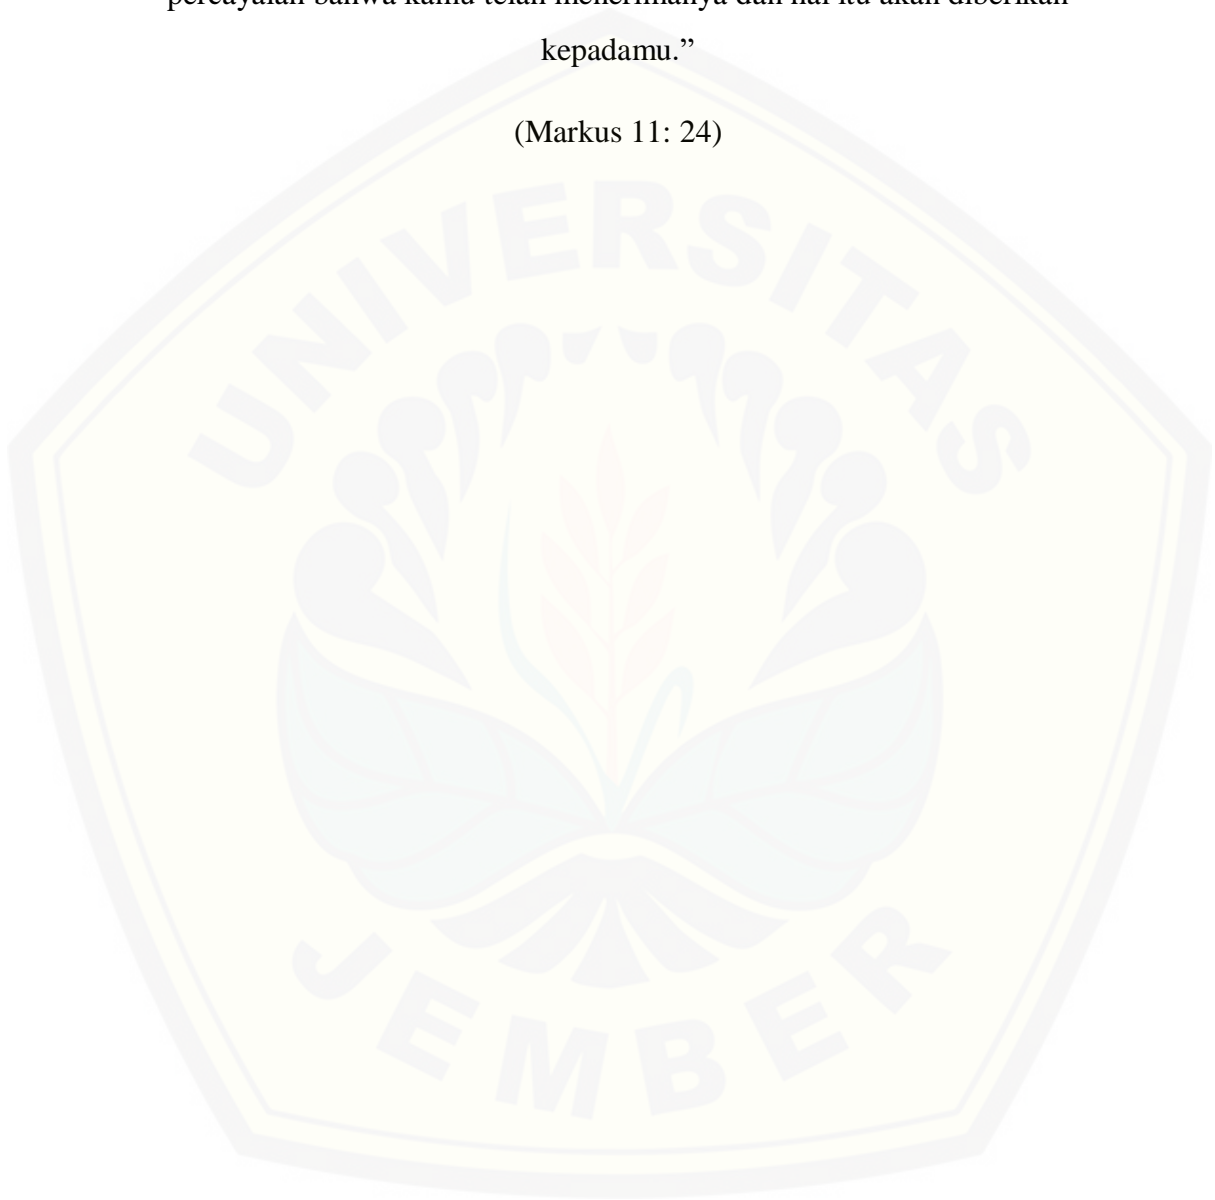 percayalah bahwa kamu telah menerimanya dan hal itu akan diberikan
kepadamu.”
(Markus 11: 24)
UNIVERSITAS
JEMBER